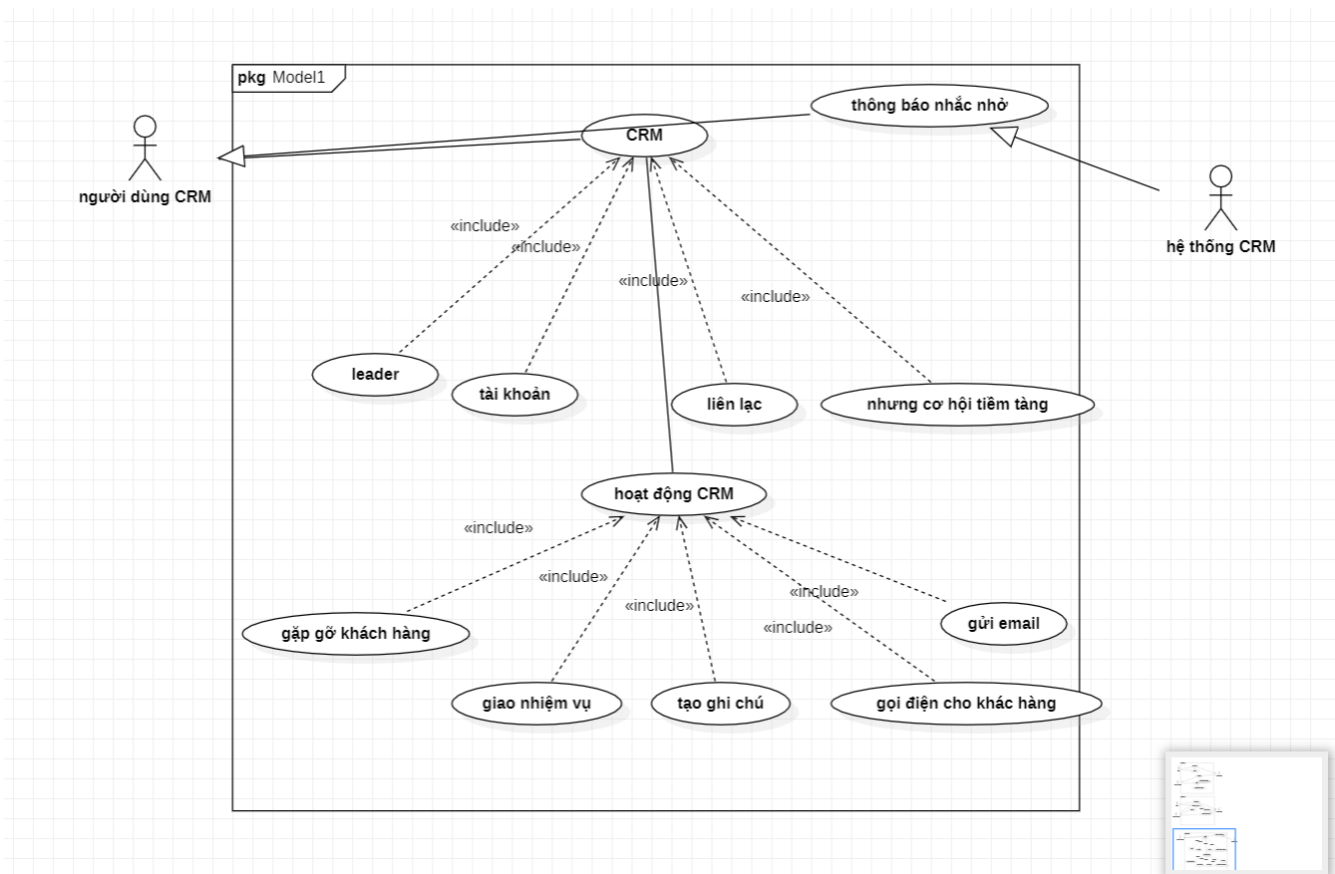 pkg Model1
thông báo nhắc nhở
CRM
người dùng CRM
hệ thống CRM
«include»
«include»
«include»
«include»
leader
tài khoản
liên lạc
nhưng cơ hội tiềm tàng
hoạt động CRM
«include»
«include»
«include»
«include»
«include»
gặp gỡ khách hàng
gửi email
giao nhiệm vụ
tạo ghi chú
gọi điện cho khác hàng